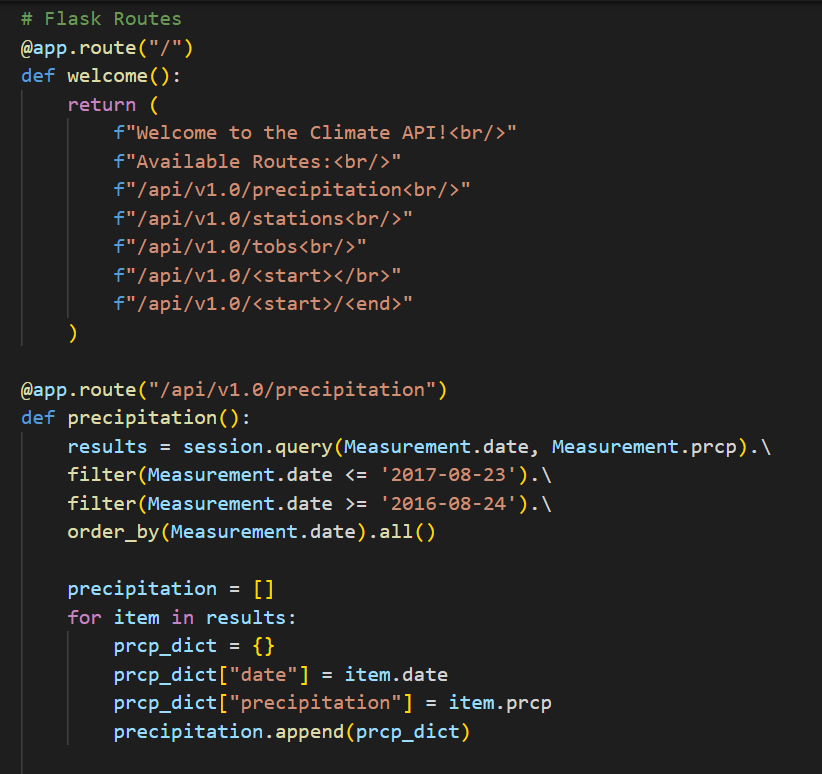 # Flask Routes
@app.route("/")
def welcome():
    return (
        f"Welcome to the Climate API!<br/>"
        f"Available Routes:<br/>"
        f"/api/v1.0/precipitation<br/>"
        f"/api/v1.0/stations<br/>"
        f"/api/v1.0/tobs<br/>"
        f"/api/v1.0/<start></br>"
        f"/api/v1.0/<start>/<end>"
    )
@app.route("/api/v1.0/precipitation")
def precipitation():
    results = session.query(Measurement.date, Measurement.prcp).\
    filter(Measurement.date <= '2017-08-23').\
    filter(Measurement.date >= '2016-08-24').\
    order_by(Measurement.date).all()
    precipitation = []
    for item in results:
        prcp_dict = {}
        prcp_dict["date"] = item.date
        prcp_dict["precipitation"] = item.prcp
        precipitation.append(prcp_dict)